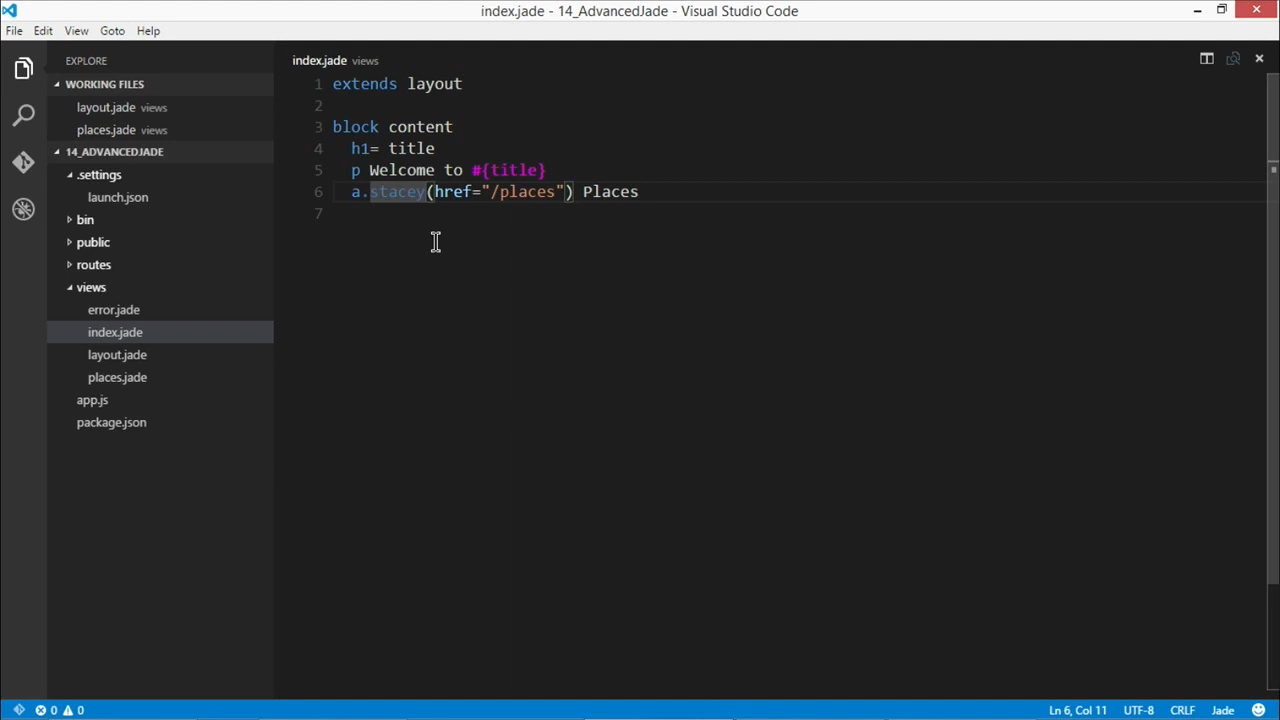 index.jade - 14_AdvancedJade - Visual Studio Code
File Edit View Goto Help
EXPLORE
WORKING FILES
layout.jade views
places.jade views
14_ADVANCEDJADE
.settings
launch.json
bin
public
routes
views
error.jade
index.jade
layout.jade
places.jade
app.js
package.json
index.jade views
1 extends layout
2
3 block content
4 h1= title
5 p Welcome to #{title}
6 a.stacey(href="/places") Places
7
0 0
Ln 6, Col 11 UTF-8 CRLF Jade